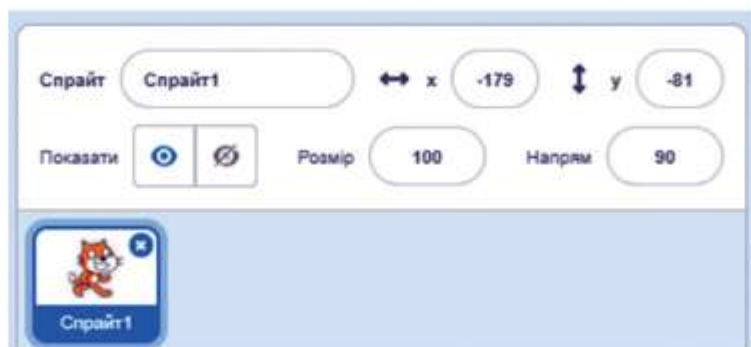 Спрайт Спрайт1 x -179 y -81
Показати Розмір 100 Напрям 90
Спрайт1